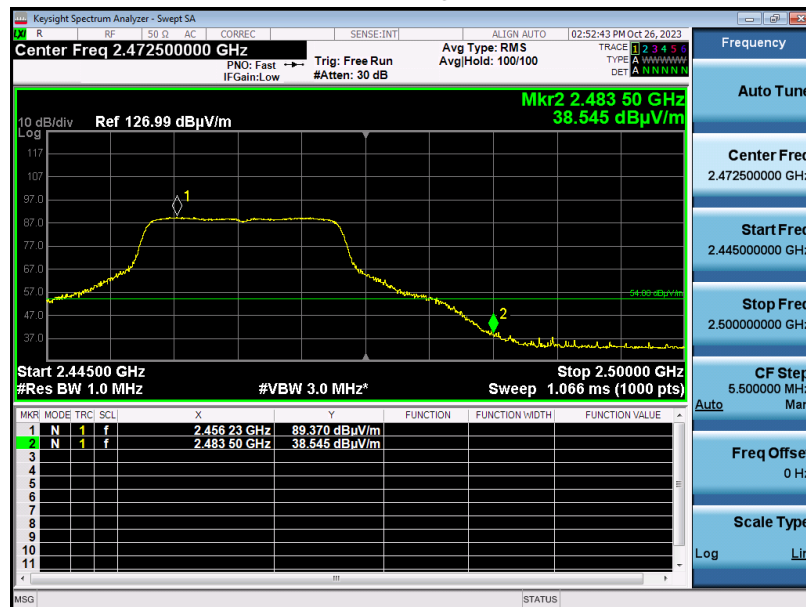 Keysight Spectrum Analyzer - Swept SA
LXI R RF 50 Ω AC CORREC SENSE:INT ALIGN AUTO 02:52:43 PM Oct 26, 2023
Center Freq 2.472500000 GHz
PNO: Fast
IFGain:Low
Trig: Free Run
#Atten: 30 dB
Avg Type: RMS
Avg|Hold: 100/100
TRACE 1 2 3 4 5 6
TYPE A W W W W W
DET A N N N N N
Mkr2 2.483 50 GHz
38.545 dBµV/m
10 dB/div Ref 126.99 dBµV/m
Log
117
107
97.0
87.0
77.0
67.0
57.0
47.0
37.0
1
54.00 dBµV/m
2
Start 2.44500 GHz Stop 2.50000 GHz
#Res BW 1.0 MHz #VBW 3.0 MHz* Sweep 1.066 ms (1000 pts)
MKR MODE TRC SCL X Y FUNCTION FUNCTION WIDTH FUNCTION VALUE
1 N 1 f 2.456 23 GHz 89.370 dBµV/m
2 N 1 f 2.483 50 GHz 38.545 dBµV/m
3
4
5
6
7
8
9
10
11
MSG STATUS
Frequency
Auto Tune
Center Freq
2.472500000 GHz
Start Freq
2.445000000 GHz
Stop Freq
2.500000000 GHz
CF Step
5.500000 MHz
Auto Man
Freq Offset
0 Hz
Scale Type
Log Lin